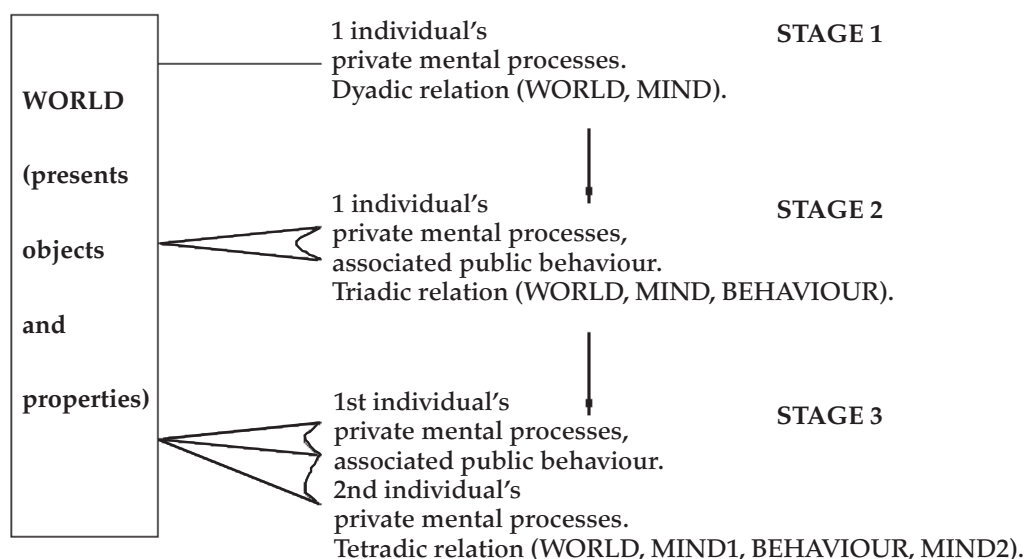 WORLD
(presents
objects
and
properties)
1 individual's
private mental processes.
Dyadic relation (WORLD, MIND).
STAGE 1
1 individual's
private mental processes,
associated public behaviour.
Triadic relation (WORLD, MIND, BEHAVIOUR).
STAGE 2
1st individual's
private mental processes,
associated public behaviour.
2nd individual's
private mental processes.
Tetradic relation (WORLD, MIND1, BEHAVIOUR, MIND2).
STAGE 3